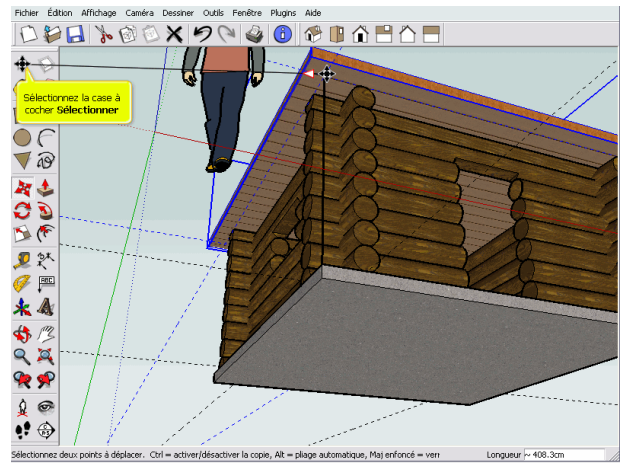 Fichier Édition Affichage Caméra Dessiner Outils Fenêtre Plugins Aide
Sélectionnez la case à
cocher Sélectionner
ABC
Sélectionnez deux points à déplacer. Ctrl = activer/désactiver la copie, Alt = pliage automatique, Maj enfoncé = verr
Longueur ~ 408.3cm